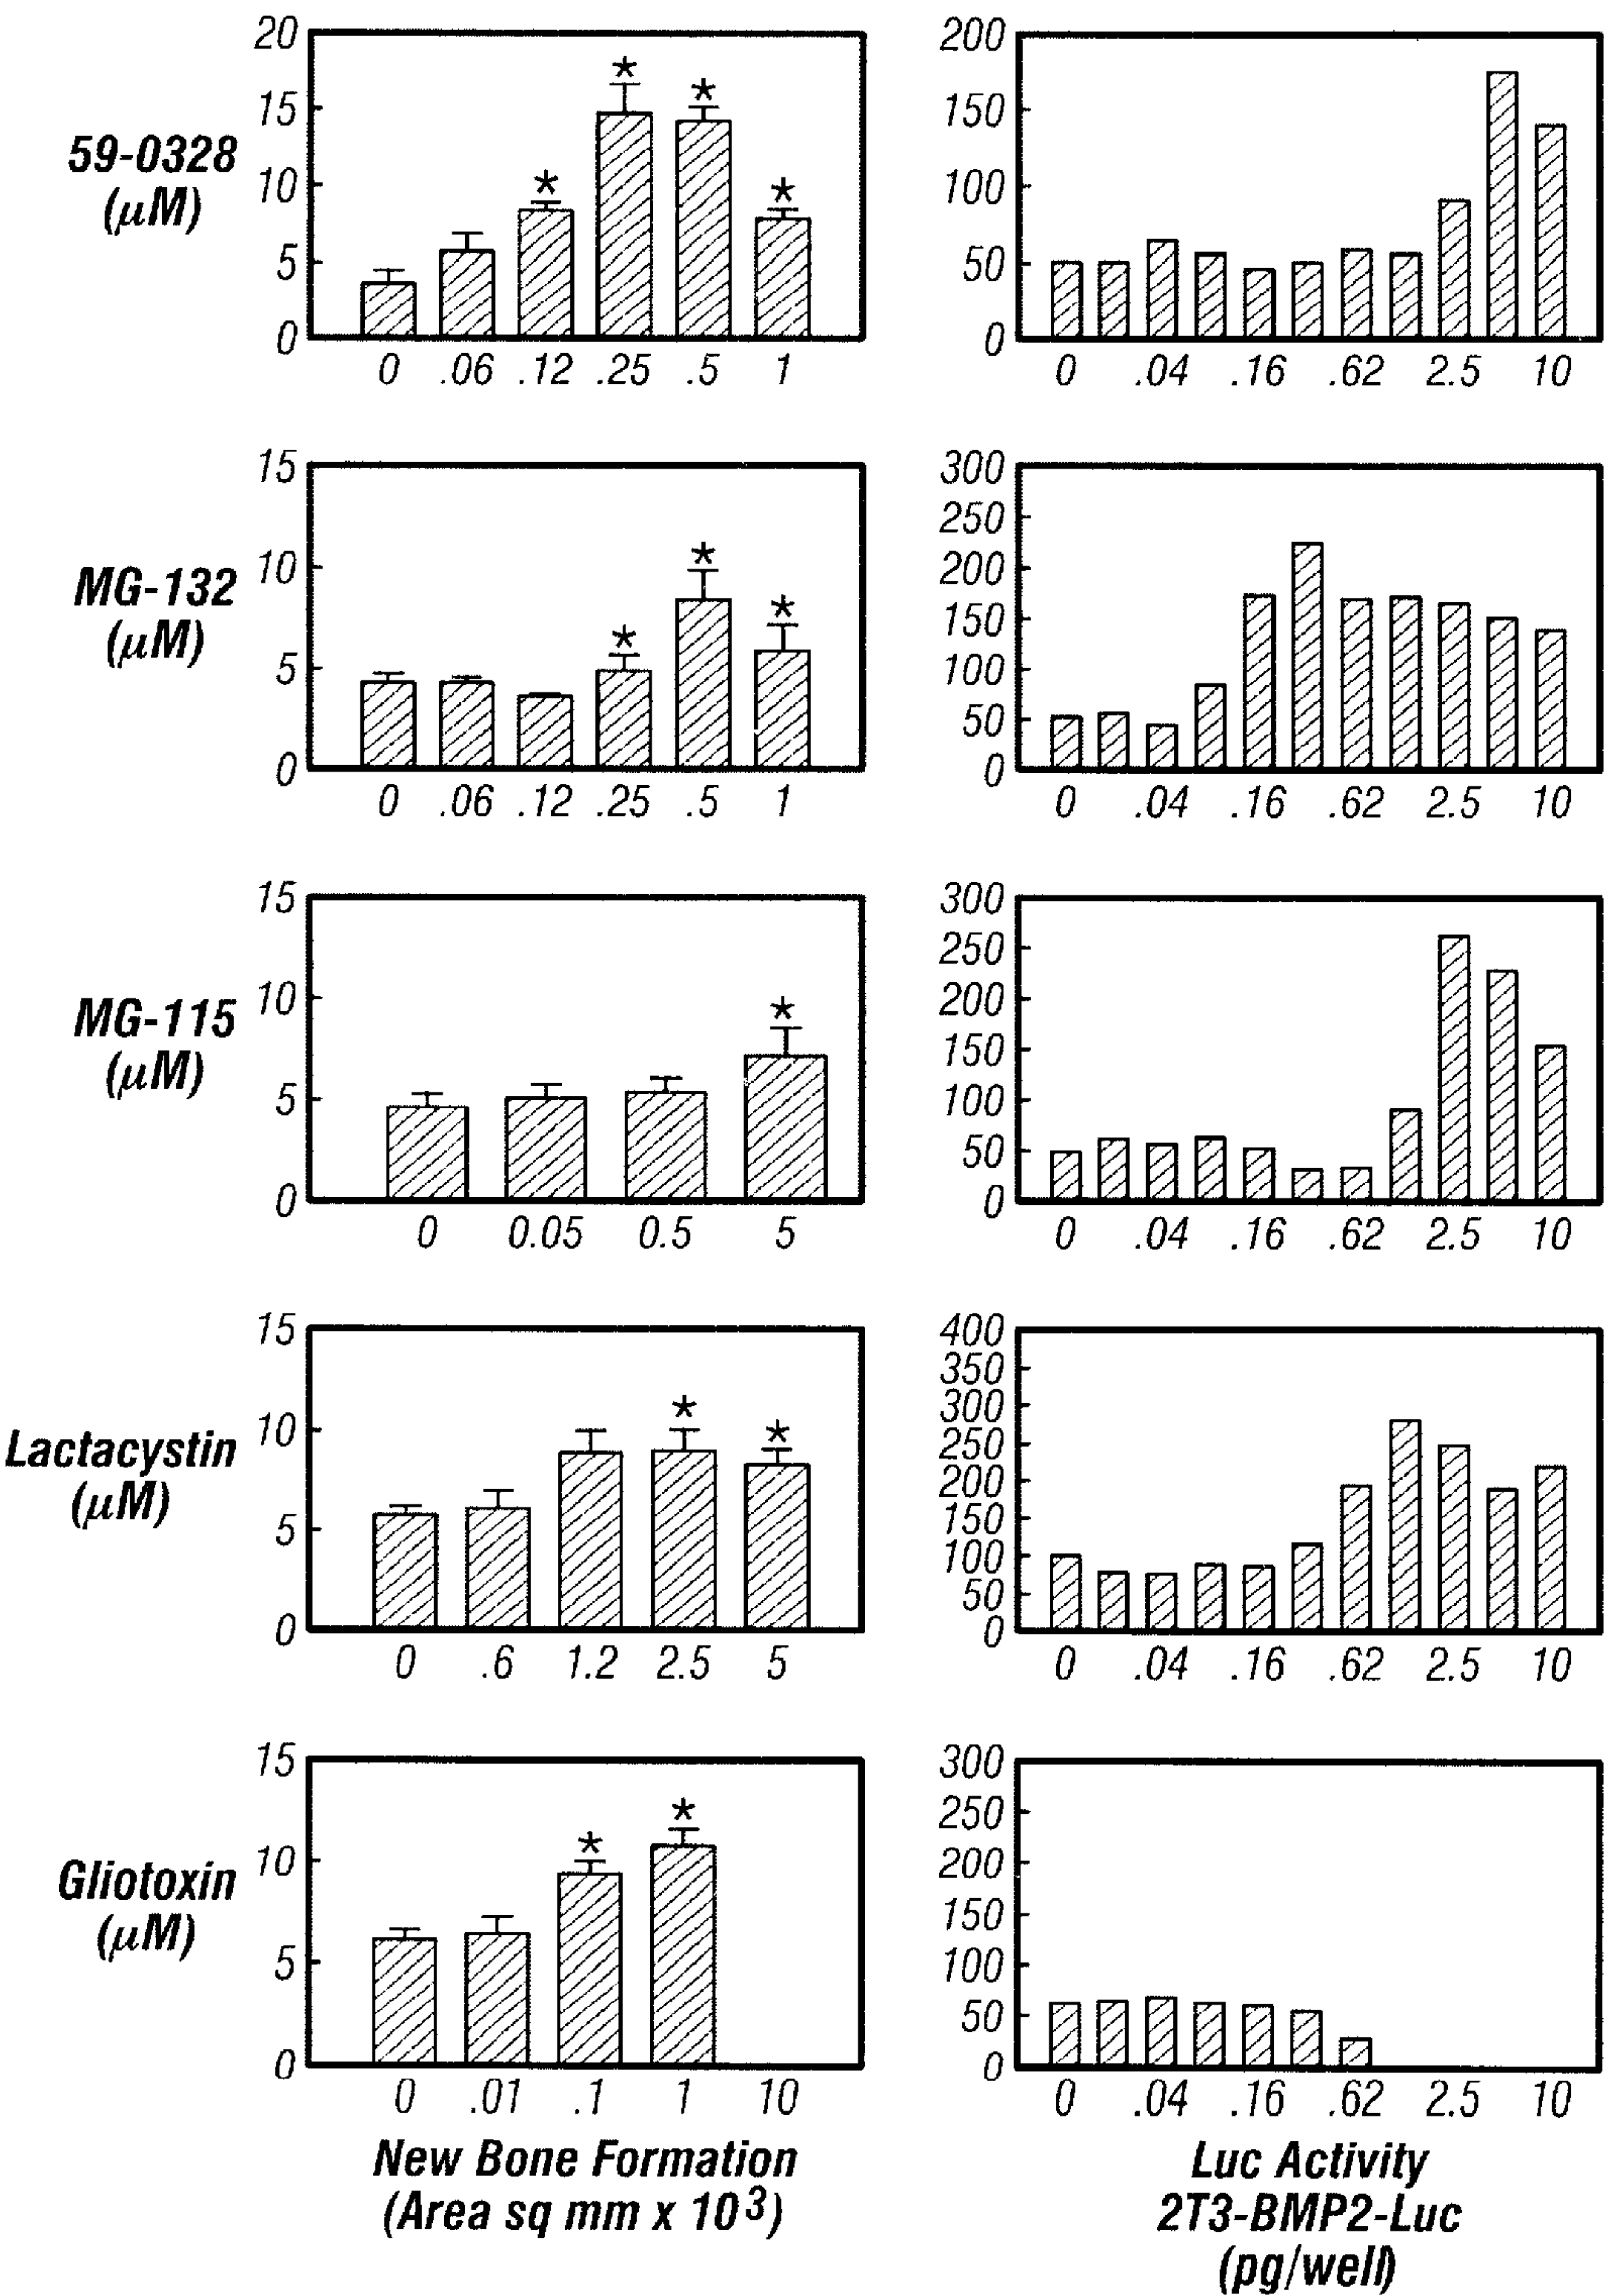 20
15
10
5
0
59-0328
(μM)
0 .06 .12 .25 .5 1
* * * *
200
150
100
50
0
0 .04 .16 .62 2.5 10
15
10
5
0
MG-132
(μM)
0 .06 .12 .25 .5 1
* * *
300
250
200
150
100
50
0
0 .04 .16 .62 2.5 10
15
10
5
0
MG-115
(μM)
0 0.05 0.5 5
*
300
250
200
150
100
50
0
0 .04 .16 .62 2.5 10
15
10
5
0
Lactacystin
(μM)
0 .6 1.2 2.5 5
* *
400
350
300
250
200
150
100
50
0
0 .04 .16 .62 2.5 10
15
10
5
0
Gliotoxin
(μM)
0 .01 .1 1 10
* *
300
250
200
150
100
50
0
0 .04 .16 .62 2.5 10
New Bone Formation
(Area sq mm x 10³)
Luc Activity
2T3-BMP2-Luc
(pg/well)